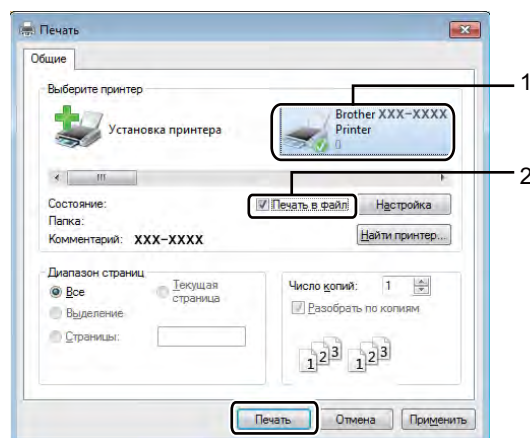 Печать
Общие
Выберите принтер
Установка принтера
Brother XXX-XXXX
Printer
0
1
2
Состояние:
Печать в файл
Настройка
Папка:
Комментарий: XXX-XXXX
Найти принтер...
Диапазон страниц
Все
Текущая
страница
Выделение
Страницы:
Число копий: 1
Разобрать по копиям
1 2 3 1 2 3
Печать
Отмена
Применить